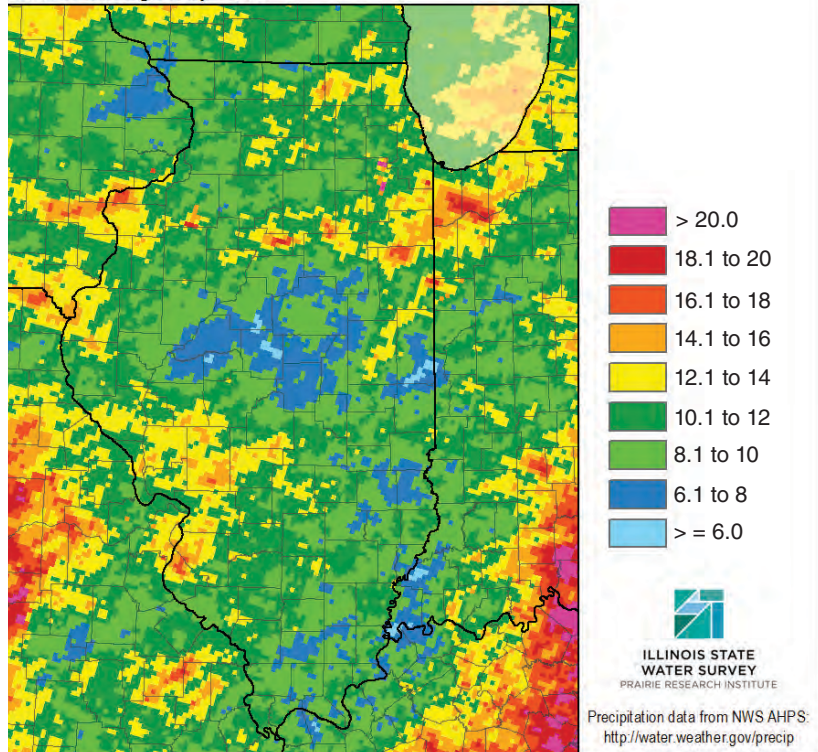 > 20.0
18.1 to 20
16.1 to 18
14.1 to 16
12.1 to 14
10.1 to 12
8.1 to 10
6.1 to 8
> = 6.0
ILLINOIS STATE
WATER SURVEY
PRAIRIE RESEARCH INSTITUTE
Precipitation data from NWS AHPS:
http://water.weather.gov/precip